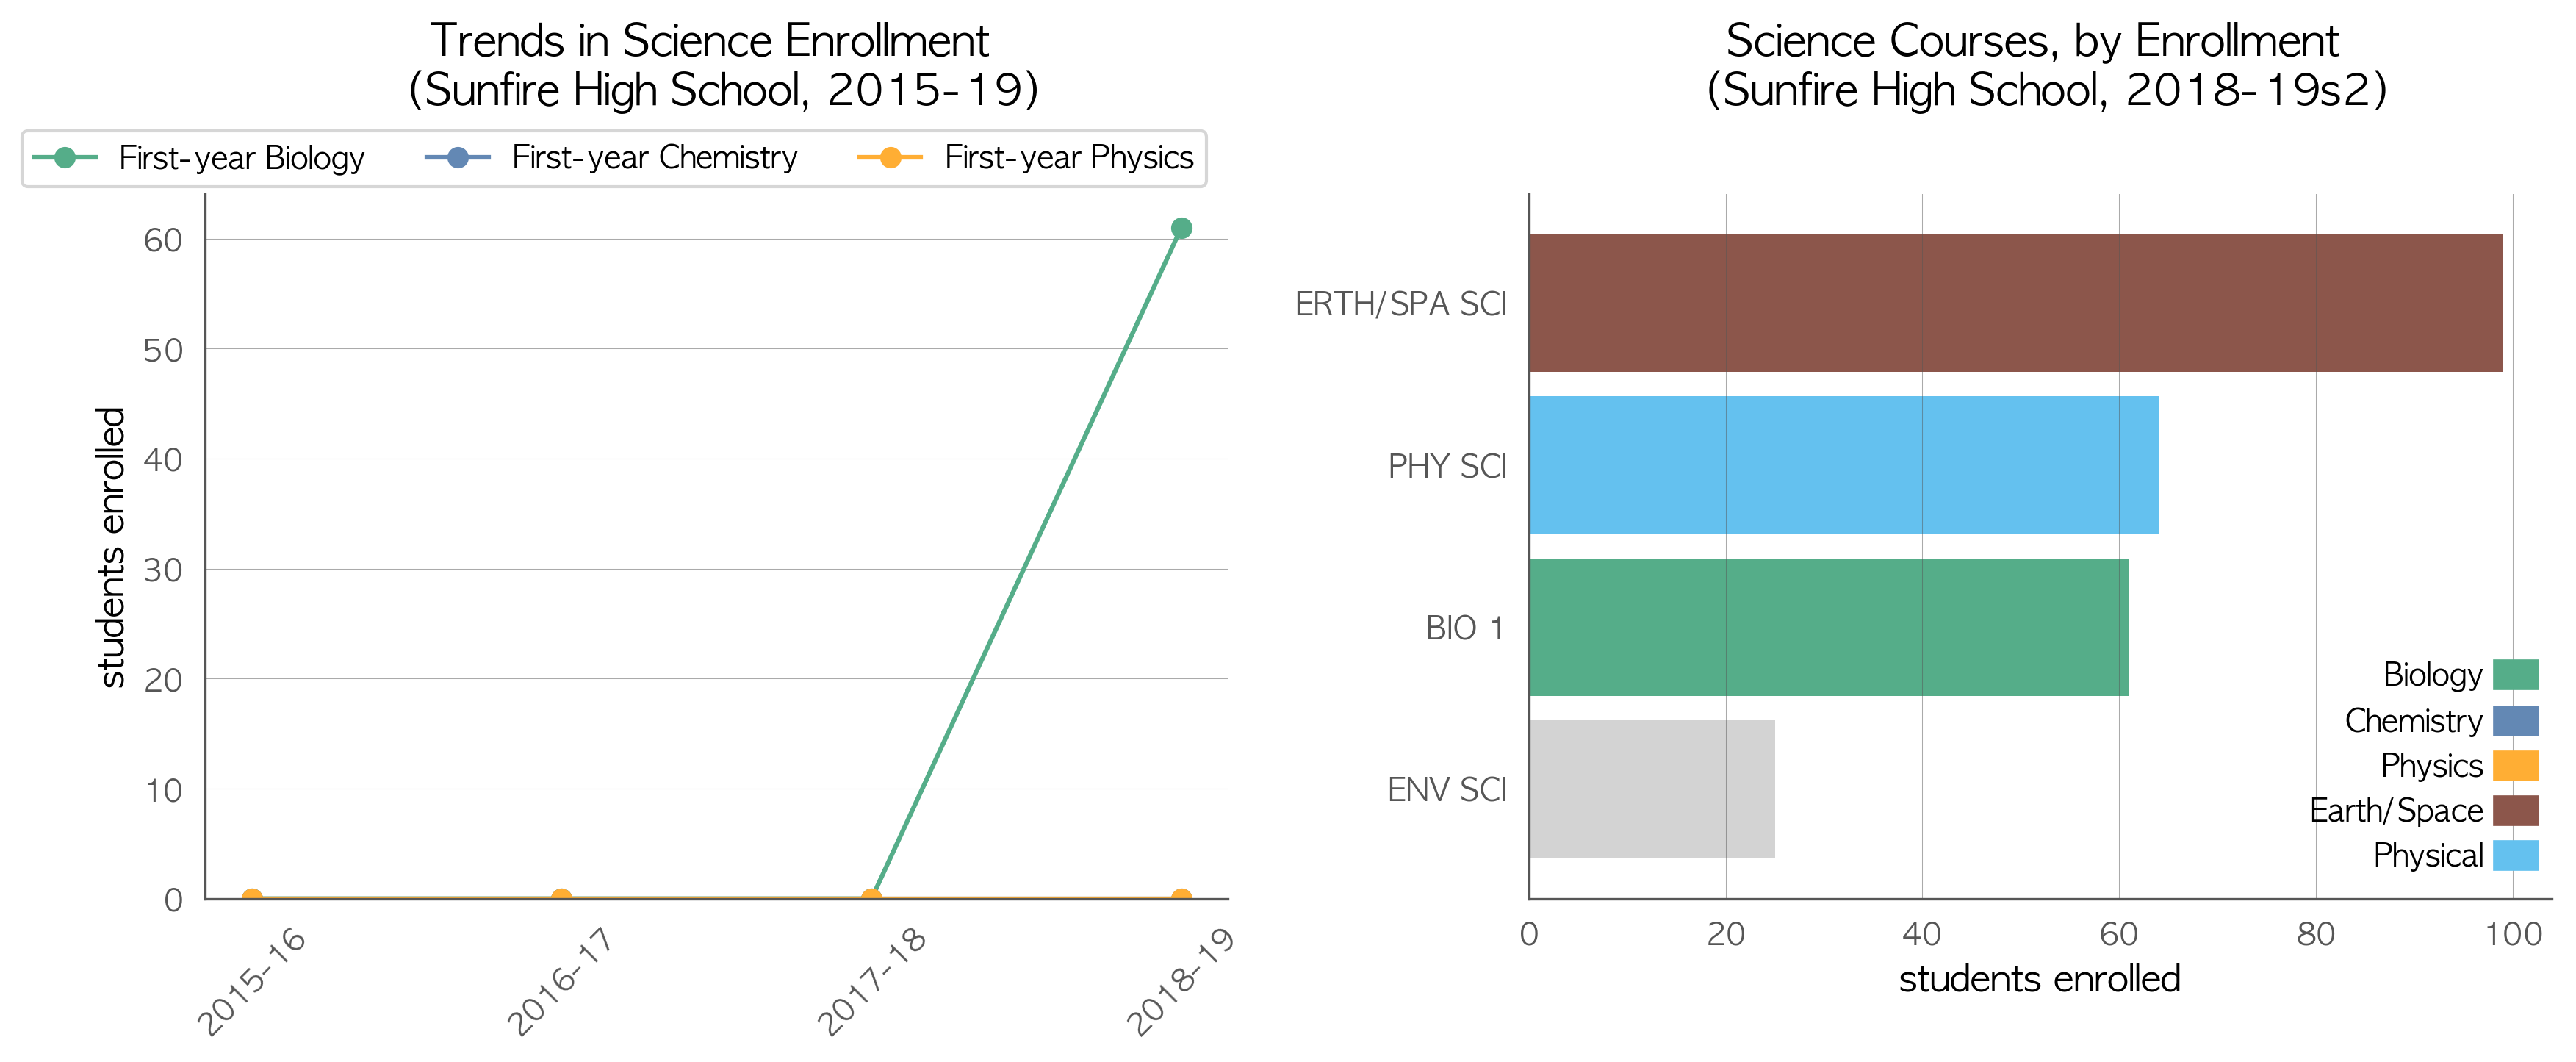 Trends in Science Enrollment
(Sunfire High School, 2015-19)
First-year Biology First-year Chemistry First-year Physics
60
50
40
30
20
10
0
students enrolled
2015-16 2016-17 2017-18 2018-19
Science Courses, by Enrollment
(Sunfire High School, 2018-19s2)
ERTH/SPA SCI
PHY SCI
BIO 1
ENV SCI
Biology
Chemistry
Physics
Earth/Space
Physical
0 20 40 60 80 100
students enrolled